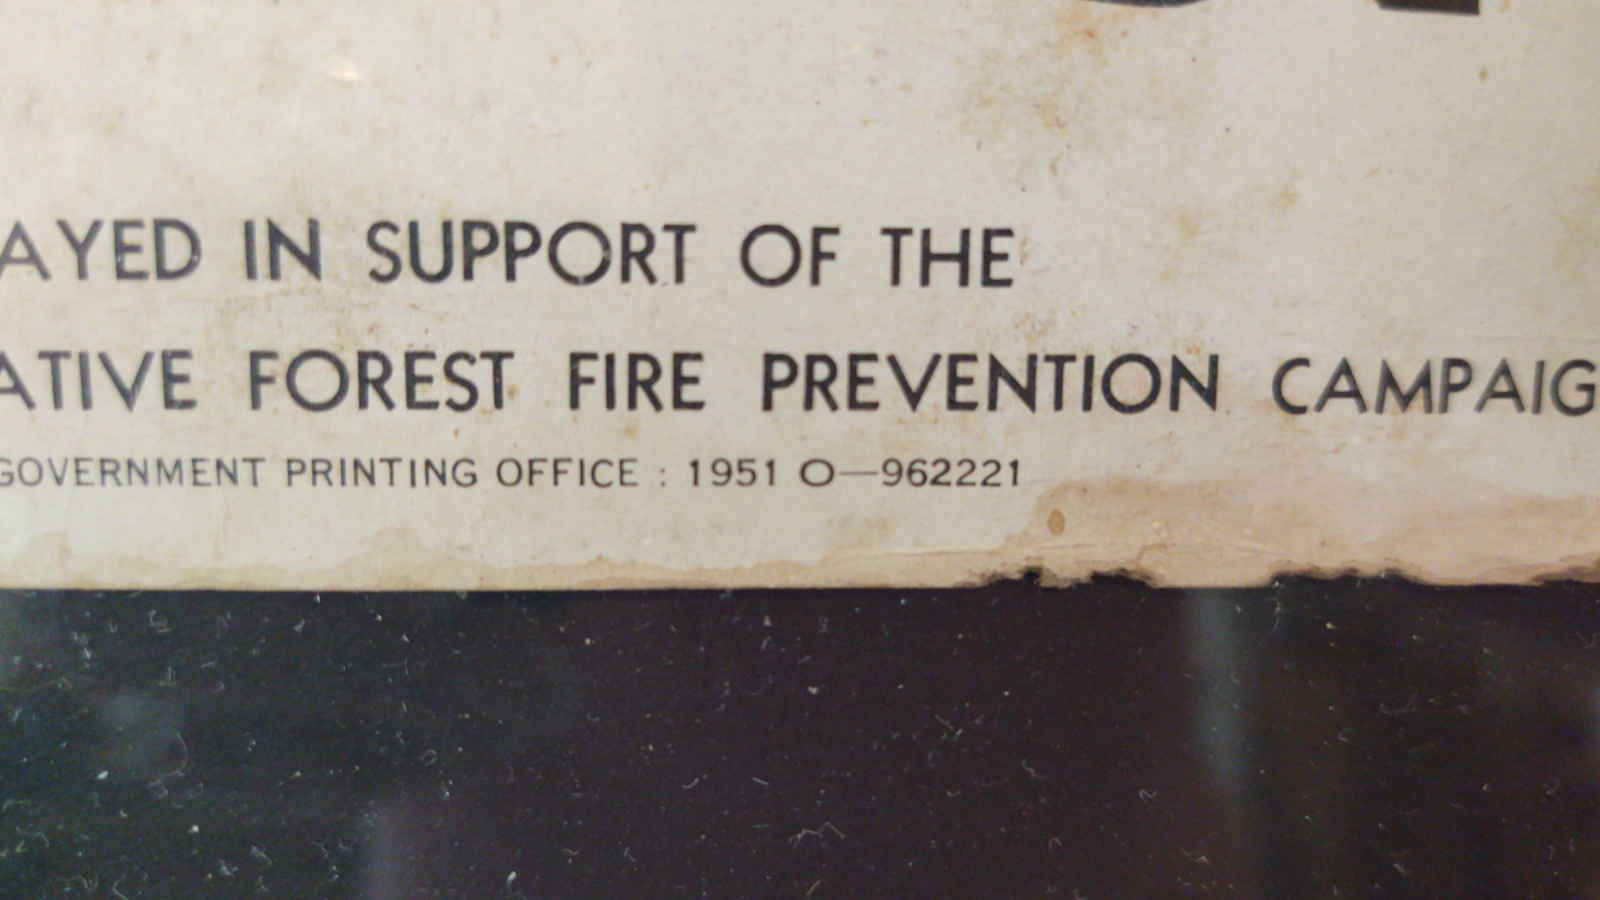 AYED IN SUPPORT OF THE
ATIVE FOREST FIRE PREVENTION CAMPAIG
GOVERNMENT PRINTING OFFICE : 1951 O—962221